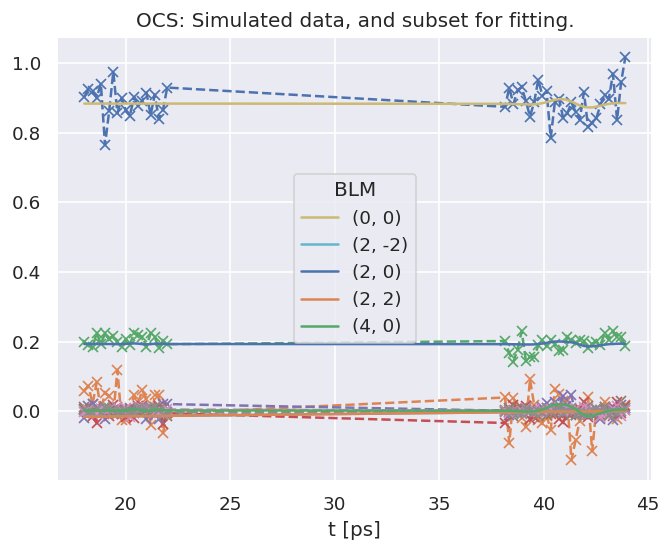 OCS: Simulated data, and subset for fitting.
1.0
0.8
0.6
0.4
0.2
0.0
BLM
(0, 0)
(2, -2)
(2, 0)
(2, 2)
(4, 0)
20 25 30 35 40 45
t [ps]